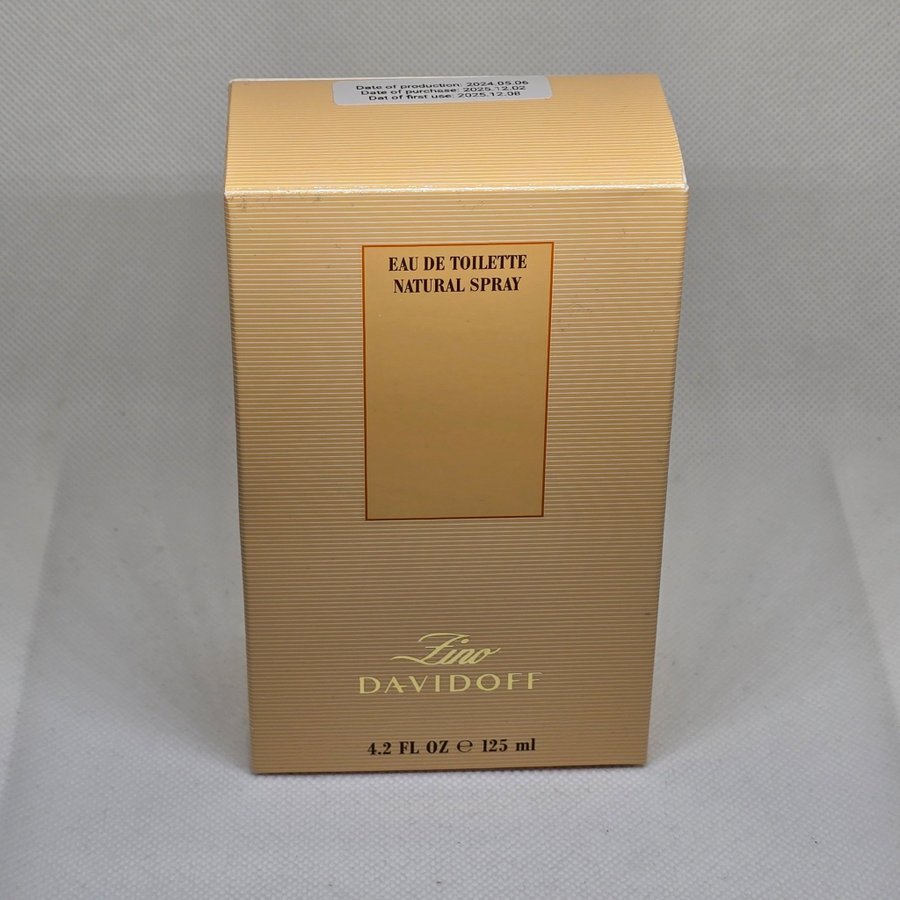 Date of production: 2024.05.06
Date of purchase: 2025.12.02
Dat of first use: 2025.12.08
EAU DE TOILETTE
NATURAL SPRAY
Zino
DAVIDOFF
4.2 FL OZ ℮ 125 ml